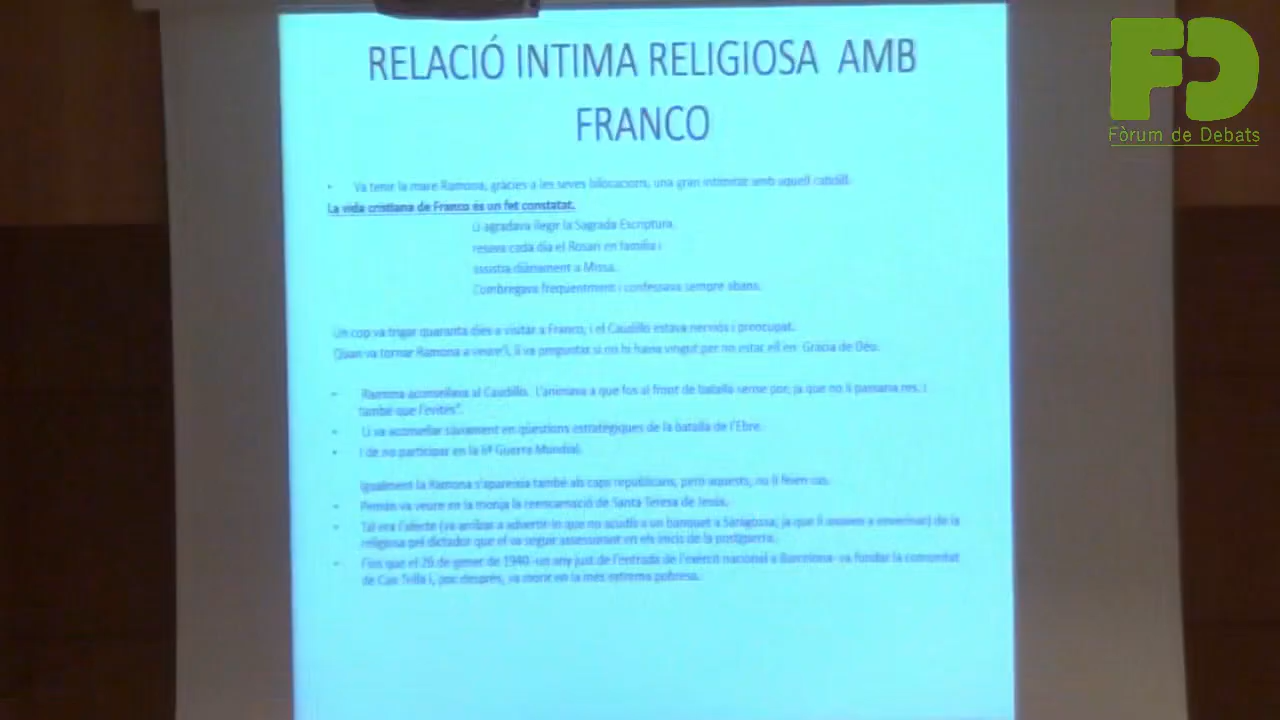 RELACIÓ INTIMA RELIGIOSA AMB
FRANCO
Fòrum de Debats
• Va tenir la mare Ramona, gràcies a les seves bilocacions, una gran intimitat amb aquell cabdill.
La vida cristiana de Franco és un fet constatat.
Li agradava llegir la Sagrada Escriptura
resava cada dia el Rosari en familia i
assistia diàriament a Missa.
Combregava frequentment i confessava sempre abans.
Un cop va trigar quaranta dies a visitar a Franco, i el Caudillo estava nerviós i preocupat.
Quan va tornar Ramona a veure'l, li va preguntar si no hi havia vingut per no estar ell en Gracia de Deu.
- Ramona aconsellava al Caudillo. L'animava a que fos al front de batalla sense por, ja que no li passaria res, i
també que l'evités".
• Li va aconsellar sàviament en qüestions estratègiques de la batalla de l'Ebre.
• I de no participar en la IIª Guerra Mundial.
Igualment la Ramona s'apareixia també als caps republicans, però aquests, no li feien cas.
• Pemán va veure en la monja la reencarnació de Santa Teresa de Jesús.
• Tal era l'afecte (va arribar a advertir-lo que no acudís a un banquet a Saragossa, ja que li anaven a enverinar) de la
religiosa pel dictador que el va seguir assessorant en els inicis de la postguerra.
• Fins que el 26 de gener de 1940 -un any just de l'entrada de l'exèrcit nacional a Barcelona- va fundar la comunitat
de Can Trilla i, poc després, va morir en la més extrema pobresa.